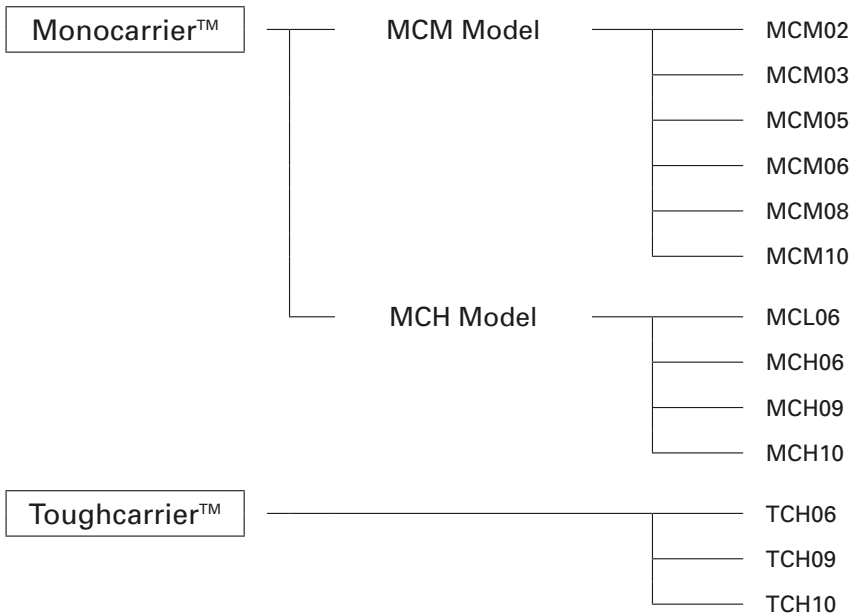 Monocarrier™ MCM Model MCM02
MCM03
MCM05
MCM06
MCM08
MCM10
MCH Model MCL06
MCH06
MCH09
MCH10
Toughcarrier™ TCH06
TCH09
TCH10